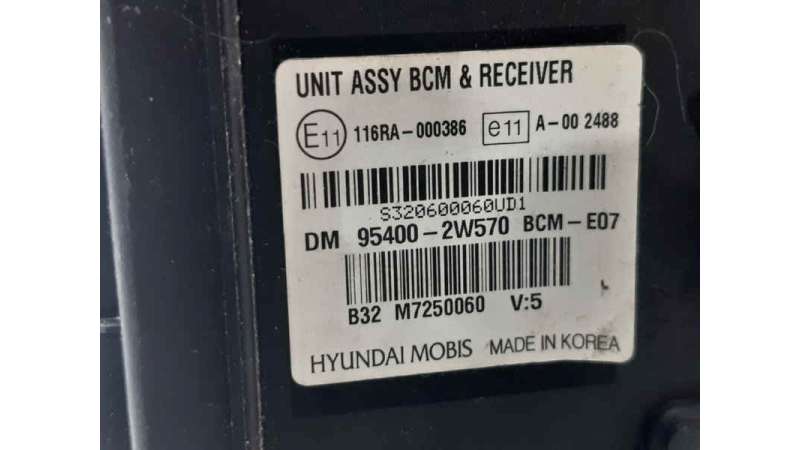 UNIT ASSY BCM & RECEIVER
E11 116RA-000386 e11 A-00 2488
S320600060UD1
DM 95400-2W570 BCM-E07
B32 M7250060 V:5
HYUNDAI MOBIS MADE IN KOREA